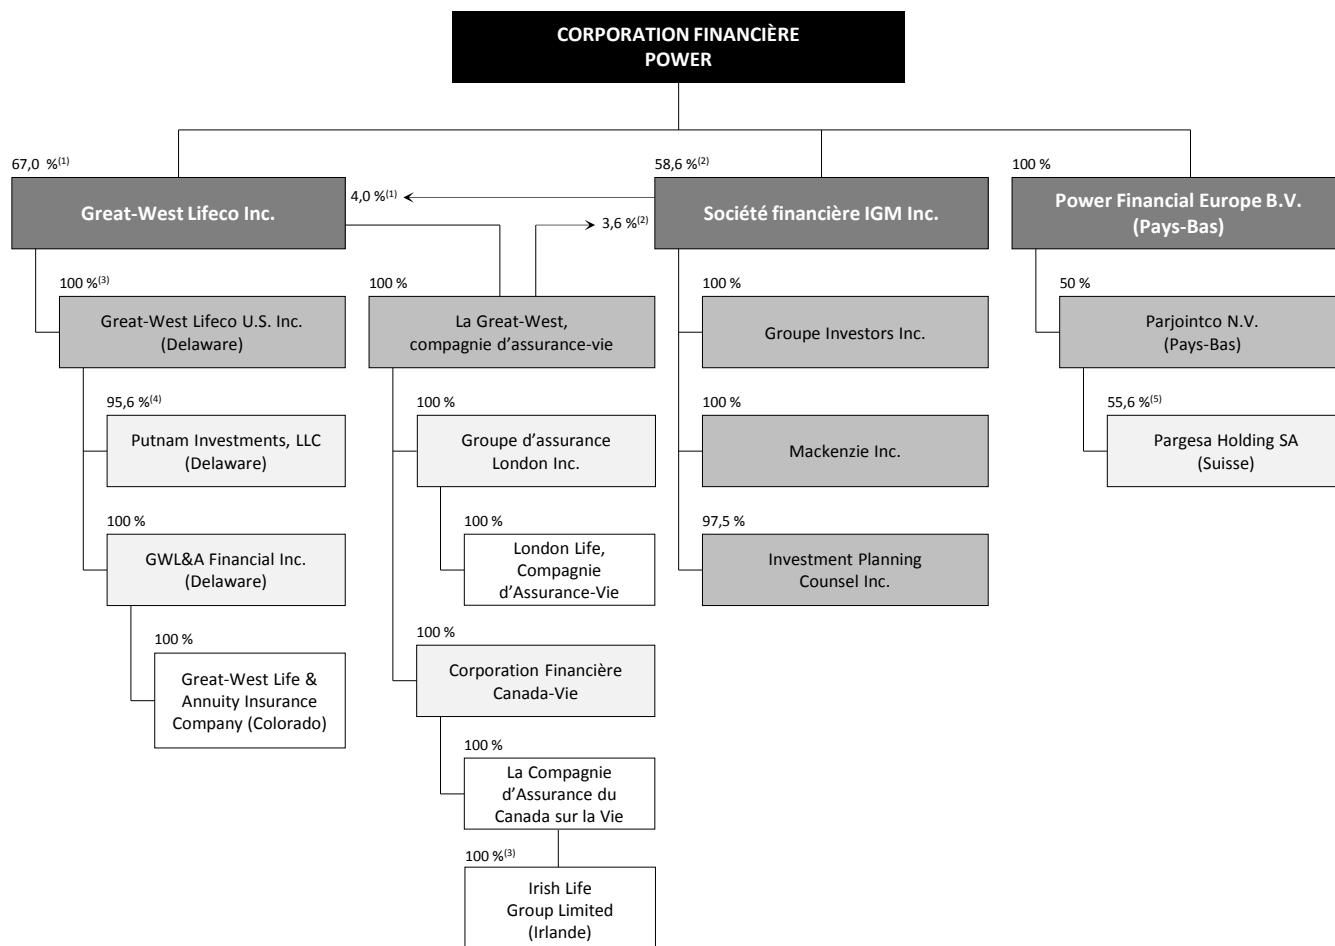 CORPORATION FINANCIÈRE
POWER
67,0 %(1)
Great-West Lifeco Inc.
4,0 %(1)
3,6 %(2)
58,6 %(2)
Société financière IGM Inc.
100 %
Power Financial Europe B.V.
(Pays-Bas)
100 %(3)
Great-West Lifeco U.S. Inc.
(Delaware)
95,6 %(4)
Putnam Investments, LLC
(Delaware)
100 %
GWL&A Financial Inc.
(Delaware)
100 %
Great-West Life &
Annuity Insurance
Company (Colorado)
100 %
La Great-West,
compagnie d’assurance-vie
100 %
Groupe d’assurance
London Inc.
100 %
London Life,
Compagnie
d’Assurance-Vie
100 %
Corporation Financière
Canada-Vie
100 %
La Compagnie
d’Assurance du
Canada sur la Vie
100 %(3)
Irish Life
Group Limited
(Irlande)
100 %
Groupe Investors Inc.
100 %
Mackenzie Inc.
97,5 %
Investment Planning
Counsel Inc.
50 %
Parjointco N.V.
(Pays-Bas)
55,6 %(5)
Pargesa Holding SA
(Suisse)